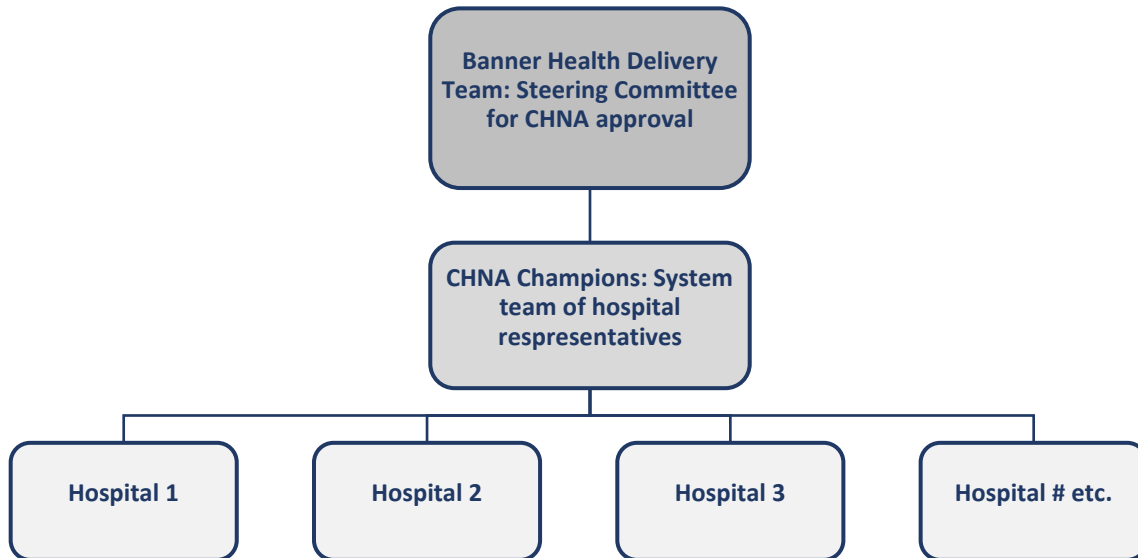 Banner Health Delivery
Team: Steering Committee
for CHNA approval
CHNA Champions: System
team of hospital
respresentatives
Hospital 1
Hospital 2
Hospital 3
Hospital # etc.